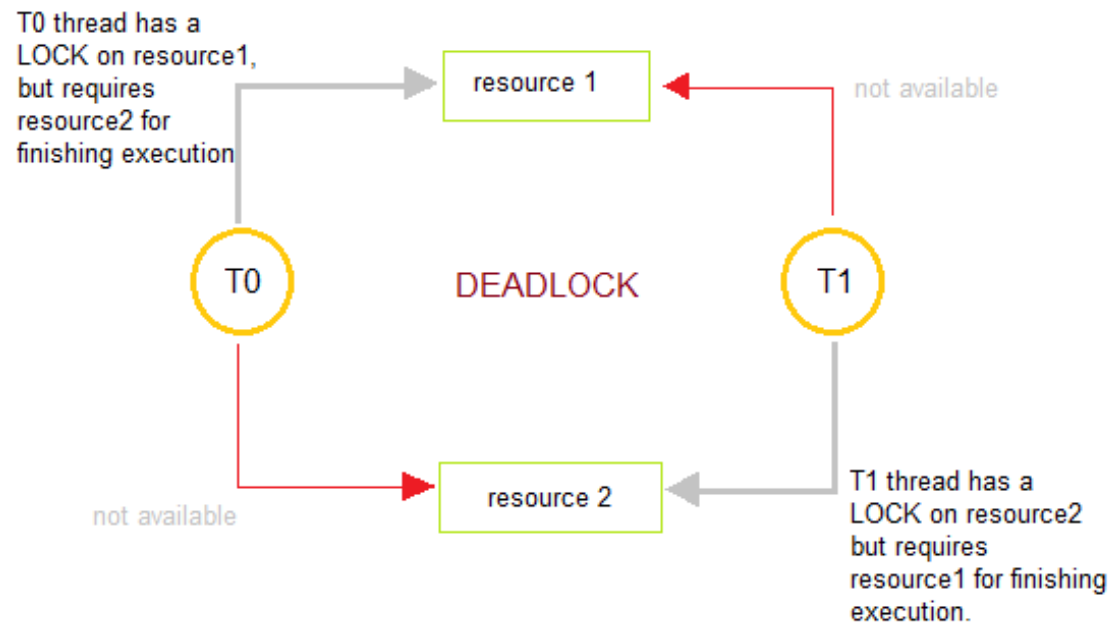 T0 thread has a
LOCK on resource1,
but requires
resource2 for
finishing execution
resource 1
not available
T0
DEADLOCK
T1
resource 2
not available
T1 thread has a
LOCK on resource2
but requires
resource1 for finishing
execution.